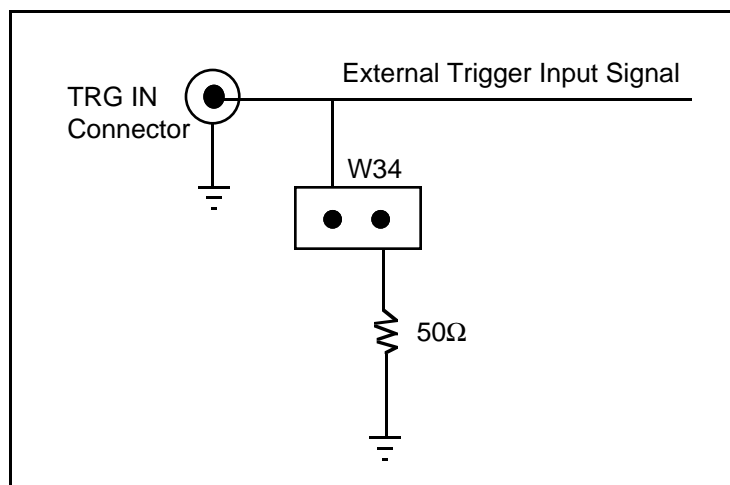 External Trigger Input Signal
TRG IN
Connector
W34
50Ω